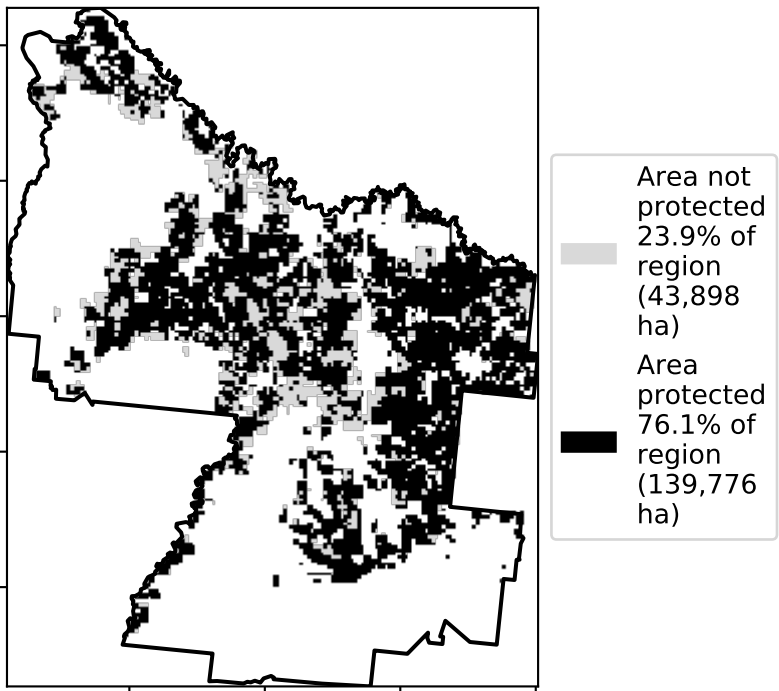 Area not
protected
23.9% of
region
(43,898
ha)
Area
protected
76.1% of
region
(139,776
ha)